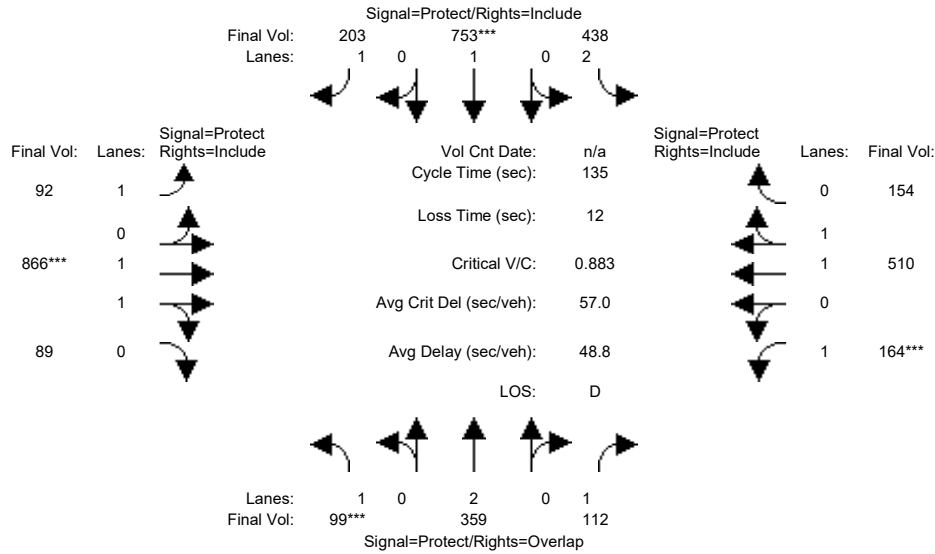 Signal=Protect/Rights=Include
Final Vol: 203 753*** 438
Lanes: 1 0 1 0 2
Signal=Protect Signal=Protect
Final Vol: Lanes: Rights=Include Vol Cnt Date: n/a Rights=Include Lanes: Final Vol:
Cycle Time (sec): 135
92 1 0 154
Loss Time (sec): 12
0 1
866*** 1 Critical V/C: 0.883 1 510
1 Avg Crit Del (sec/veh): 57.0 0
89 0 Avg Delay (sec/veh): 48.8 1 164***
LOS: D
Lanes: 1 0 2 0 1
Final Vol: 99*** 359 112
Signal=Protect/Rights=Overlap